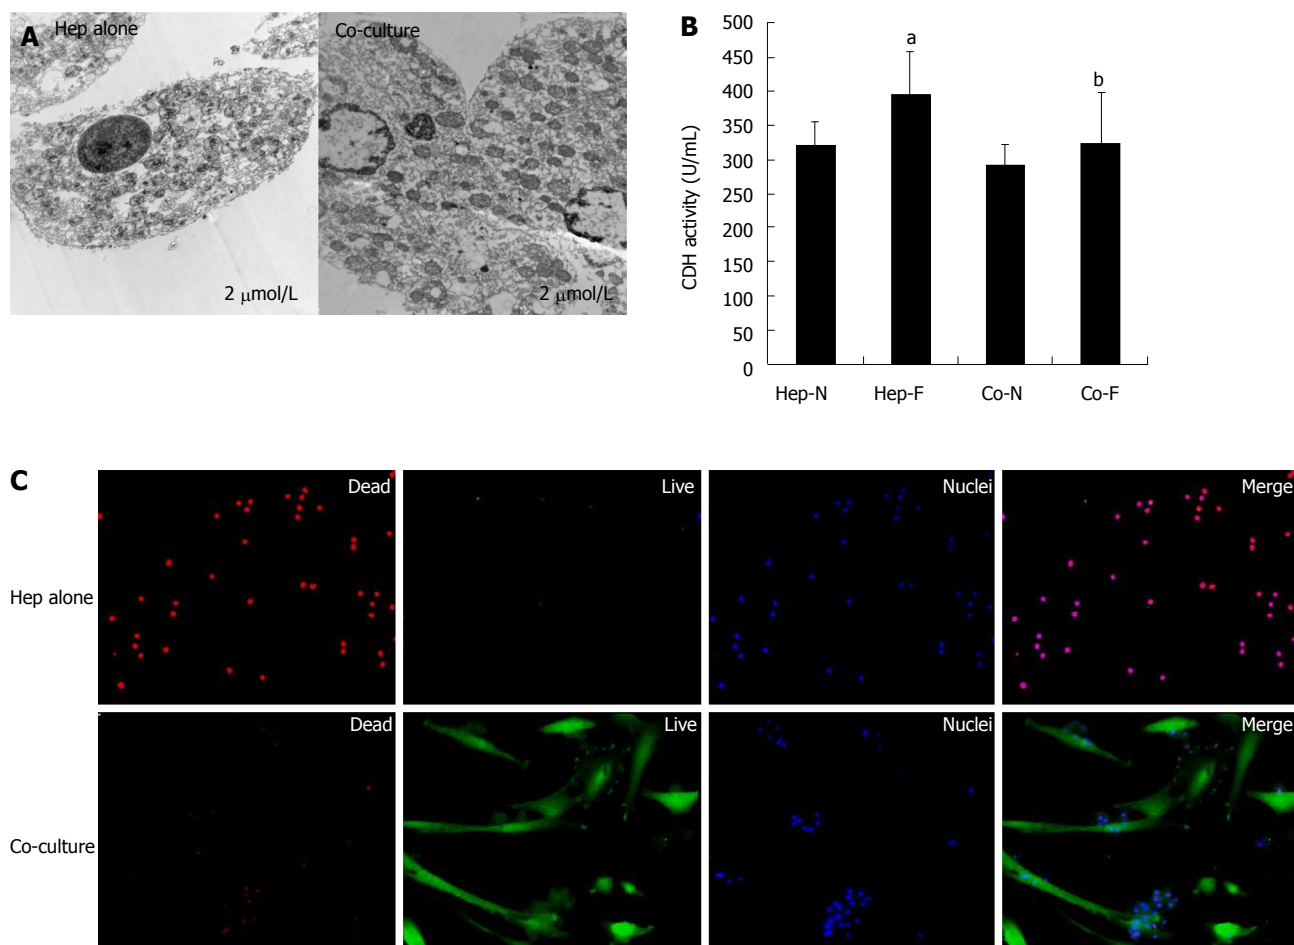 A
Hep alone
Co-culture
2 μmol/L
2 μmol/L
B
500
450
400
350
300
250
200
150
100
50
0
CDH activity (U/mL)
a
b
Hep-N
Hep-F
Co-N
Co-F
C
Dead
Live
Nuclei
Merge
Hep alone
Dead
Live
Nuclei
Merge
Co-culture